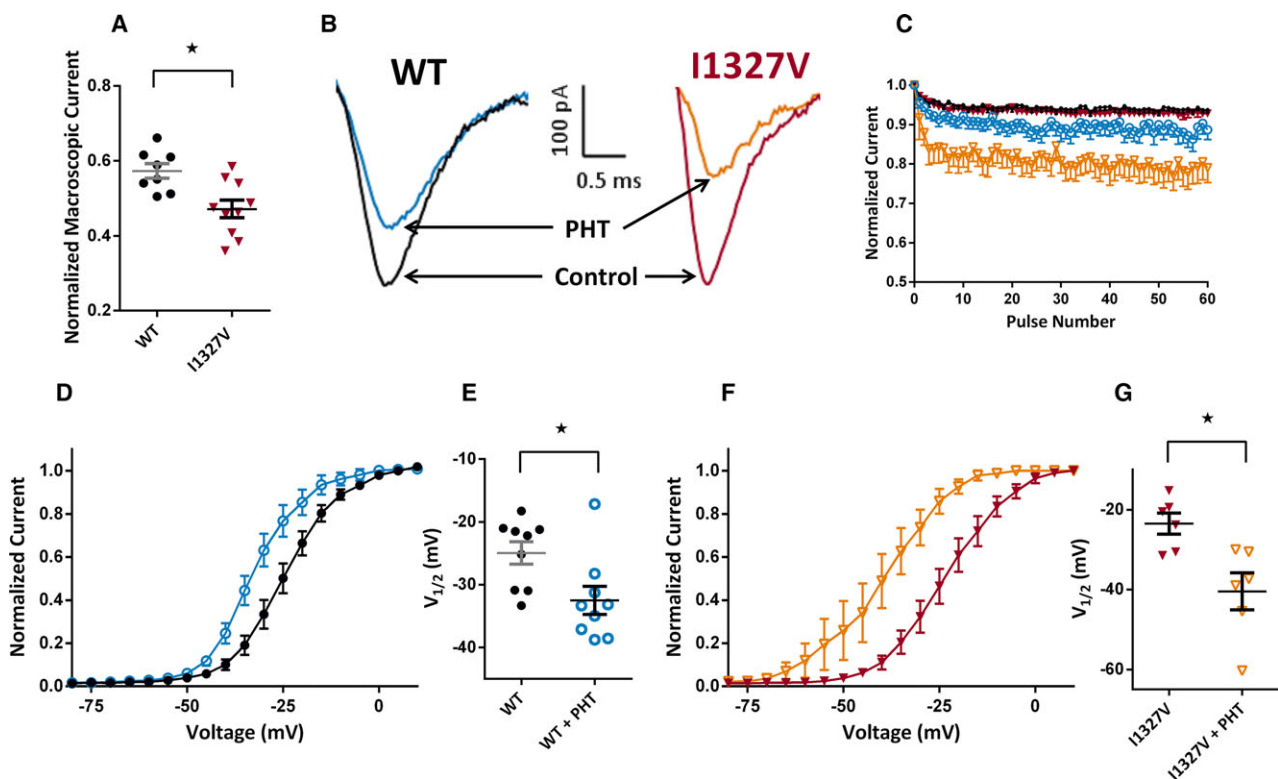 A
★
Normalized Macroscopic Current
0.8
0.6
0.4
0.2
WT
I1327V
B
WT
I1327V
100 pA
0.5 ms
PHT
Control
C
Normalized Current
1.0
0.9
0.8
0.7
0.6
0.5
0 10 20 30 40 50 60
Pulse Number
D
Normalized Current
1.0
0.8
0.6
0.4
0.2
0.0
-75 -50 -25 0
Voltage (mV)
E
★
V1/2 (mV)
-10
-20
-30
-40
WT
WT + PHT
F
Normalized Current
1.0
0.8
0.6
0.4
0.2
0.0
-75 -50 -25 0
Voltage (mV)
G
★
V1/2 (mV)
-20
-40
-60
I1327V
I1327V + PHT